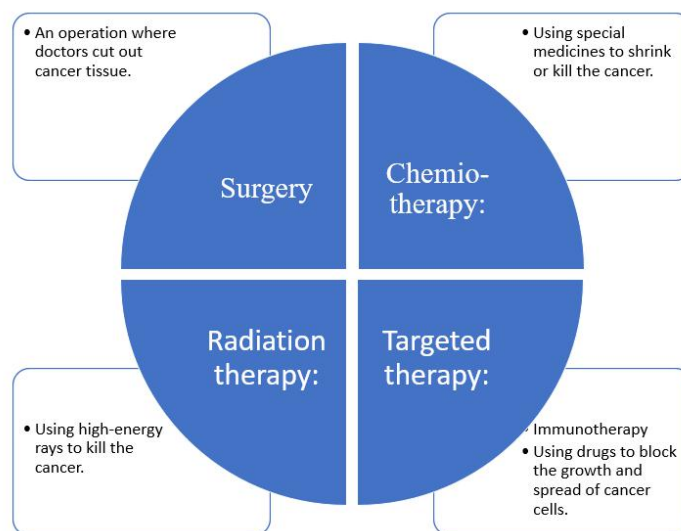 • An operation where
doctors cut out
cancer tissue.
• Using special
medicines to shrink
or kill the cancer.
Surgery
Chemio-
therapy:
Radiation
therapy:
Targeted
therapy:
• Using high-energy
rays to kill the
cancer.
• Immunotherapy
• Using drugs to block
the growth and
spread of cancer
cells.